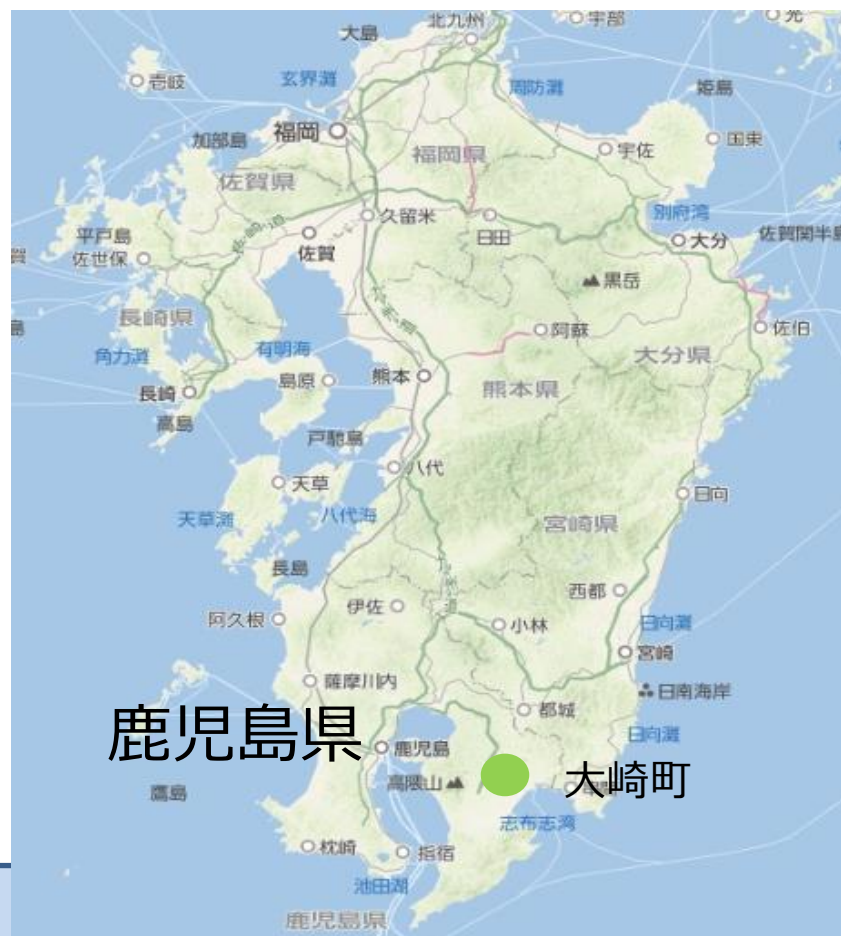 北九州
宇部
光
大島
壱岐
玄界灘
周防灘
姫島
加部島
福岡
福岡県
宇佐
国東
佐賀県
平戸島
久留米
日田
別府湾
佐世保
佐賀
大分
佐賀関半島
賀
黒岳
長崎県
島
角力灘
有明海
阿蘇
佐伯
大分県
長崎
島原
熊本
熊本県
高島
戸馳島
天草
八代
日向
天草灘
八代海
宮崎県
長島
阿久根
伊佐
西都
小林
日向灘
宮崎
薩摩川内
日南海岸
都城
鹿児島県
鹿児島
日向灘
高隈山
大崎町
鷹島
志布志湾
枕崎
指宿
池田湖
鹿児島県